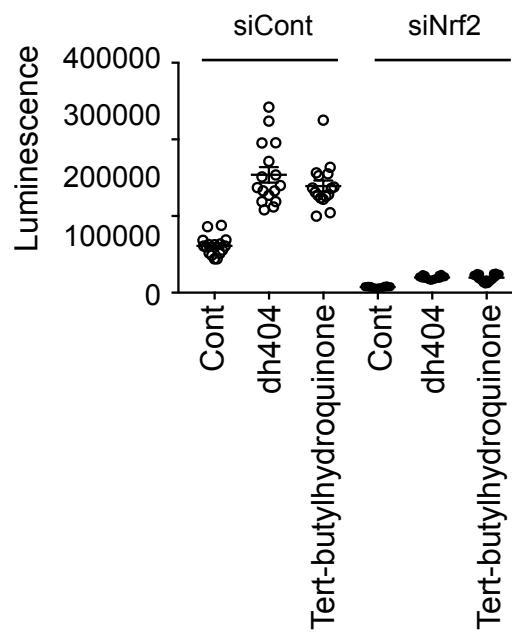 siCont
siNrf2
Luminescence
400000
300000
200000
100000
0
Cont
dh404
Tert-butylhydroquinone
Cont
dh404
Tert-butylhydroquinone